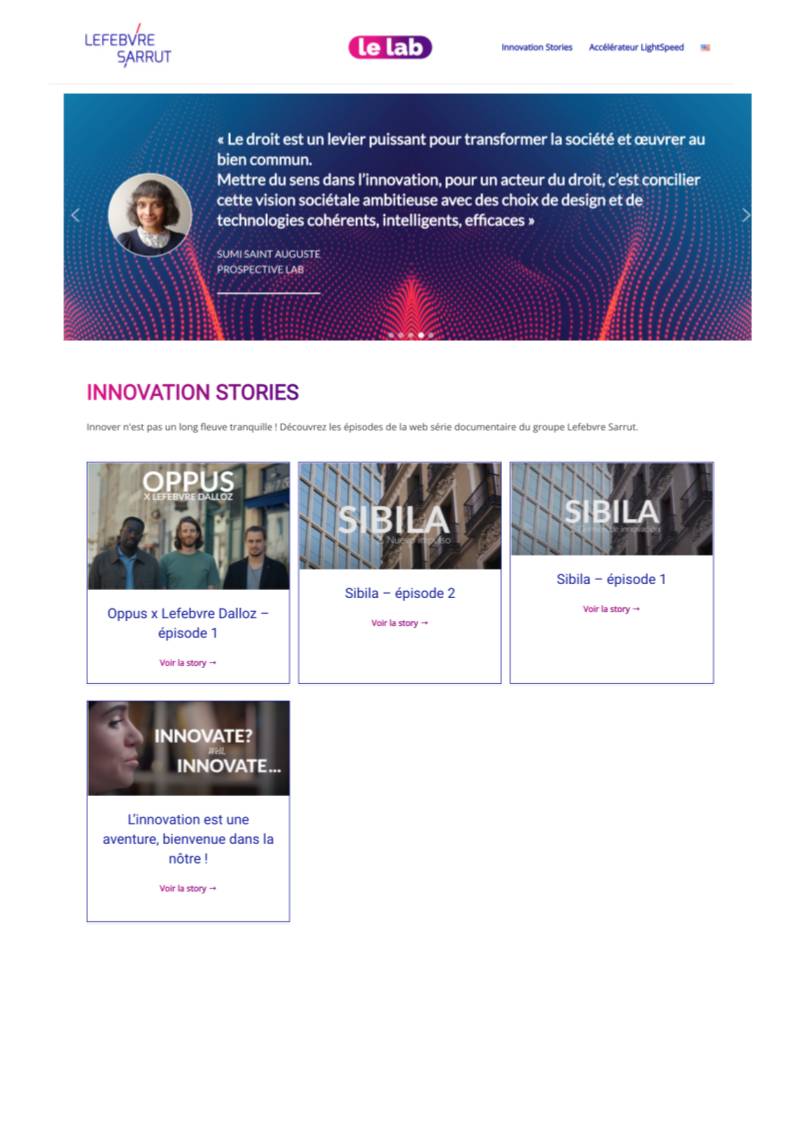 LEFEBVRE
SARRUT
le lab
Innovation Stories
Accélérateur LightSpeed
« Le droit est un levier puissant pour transformer la société et œuvrer au
bien commun.
Mettre du sens dans l'innovation, pour un acteur du droit, c'est concilier
cette vision sociétale ambitieuse avec des choix de design et de
technologies cohérents, intelligents, efficaces »
SUMI SAINT AUGUSTE
PROSPECTIVE LAB
INNOVATION STORIES
Innover n'est pas un long fleuve tranquille ! Découvrez les épisodes de la web série documentaire du groupe Lefebvre Sarrut.
OPPUS
X LEFEBVRE DALLOZ
Oppus x Lefebvre Dalloz –
épisode 1
Voir la story →
SIBILA
Nuevo impulso
Sibila – épisode 2
Voir la story →
SIBILA
de innovación
Sibila – épisode 1
Voir la story →
INNOVATE?
INNOVATE...
L'innovation est une
aventure, bienvenue dans la
nôtre !
Voir la story →